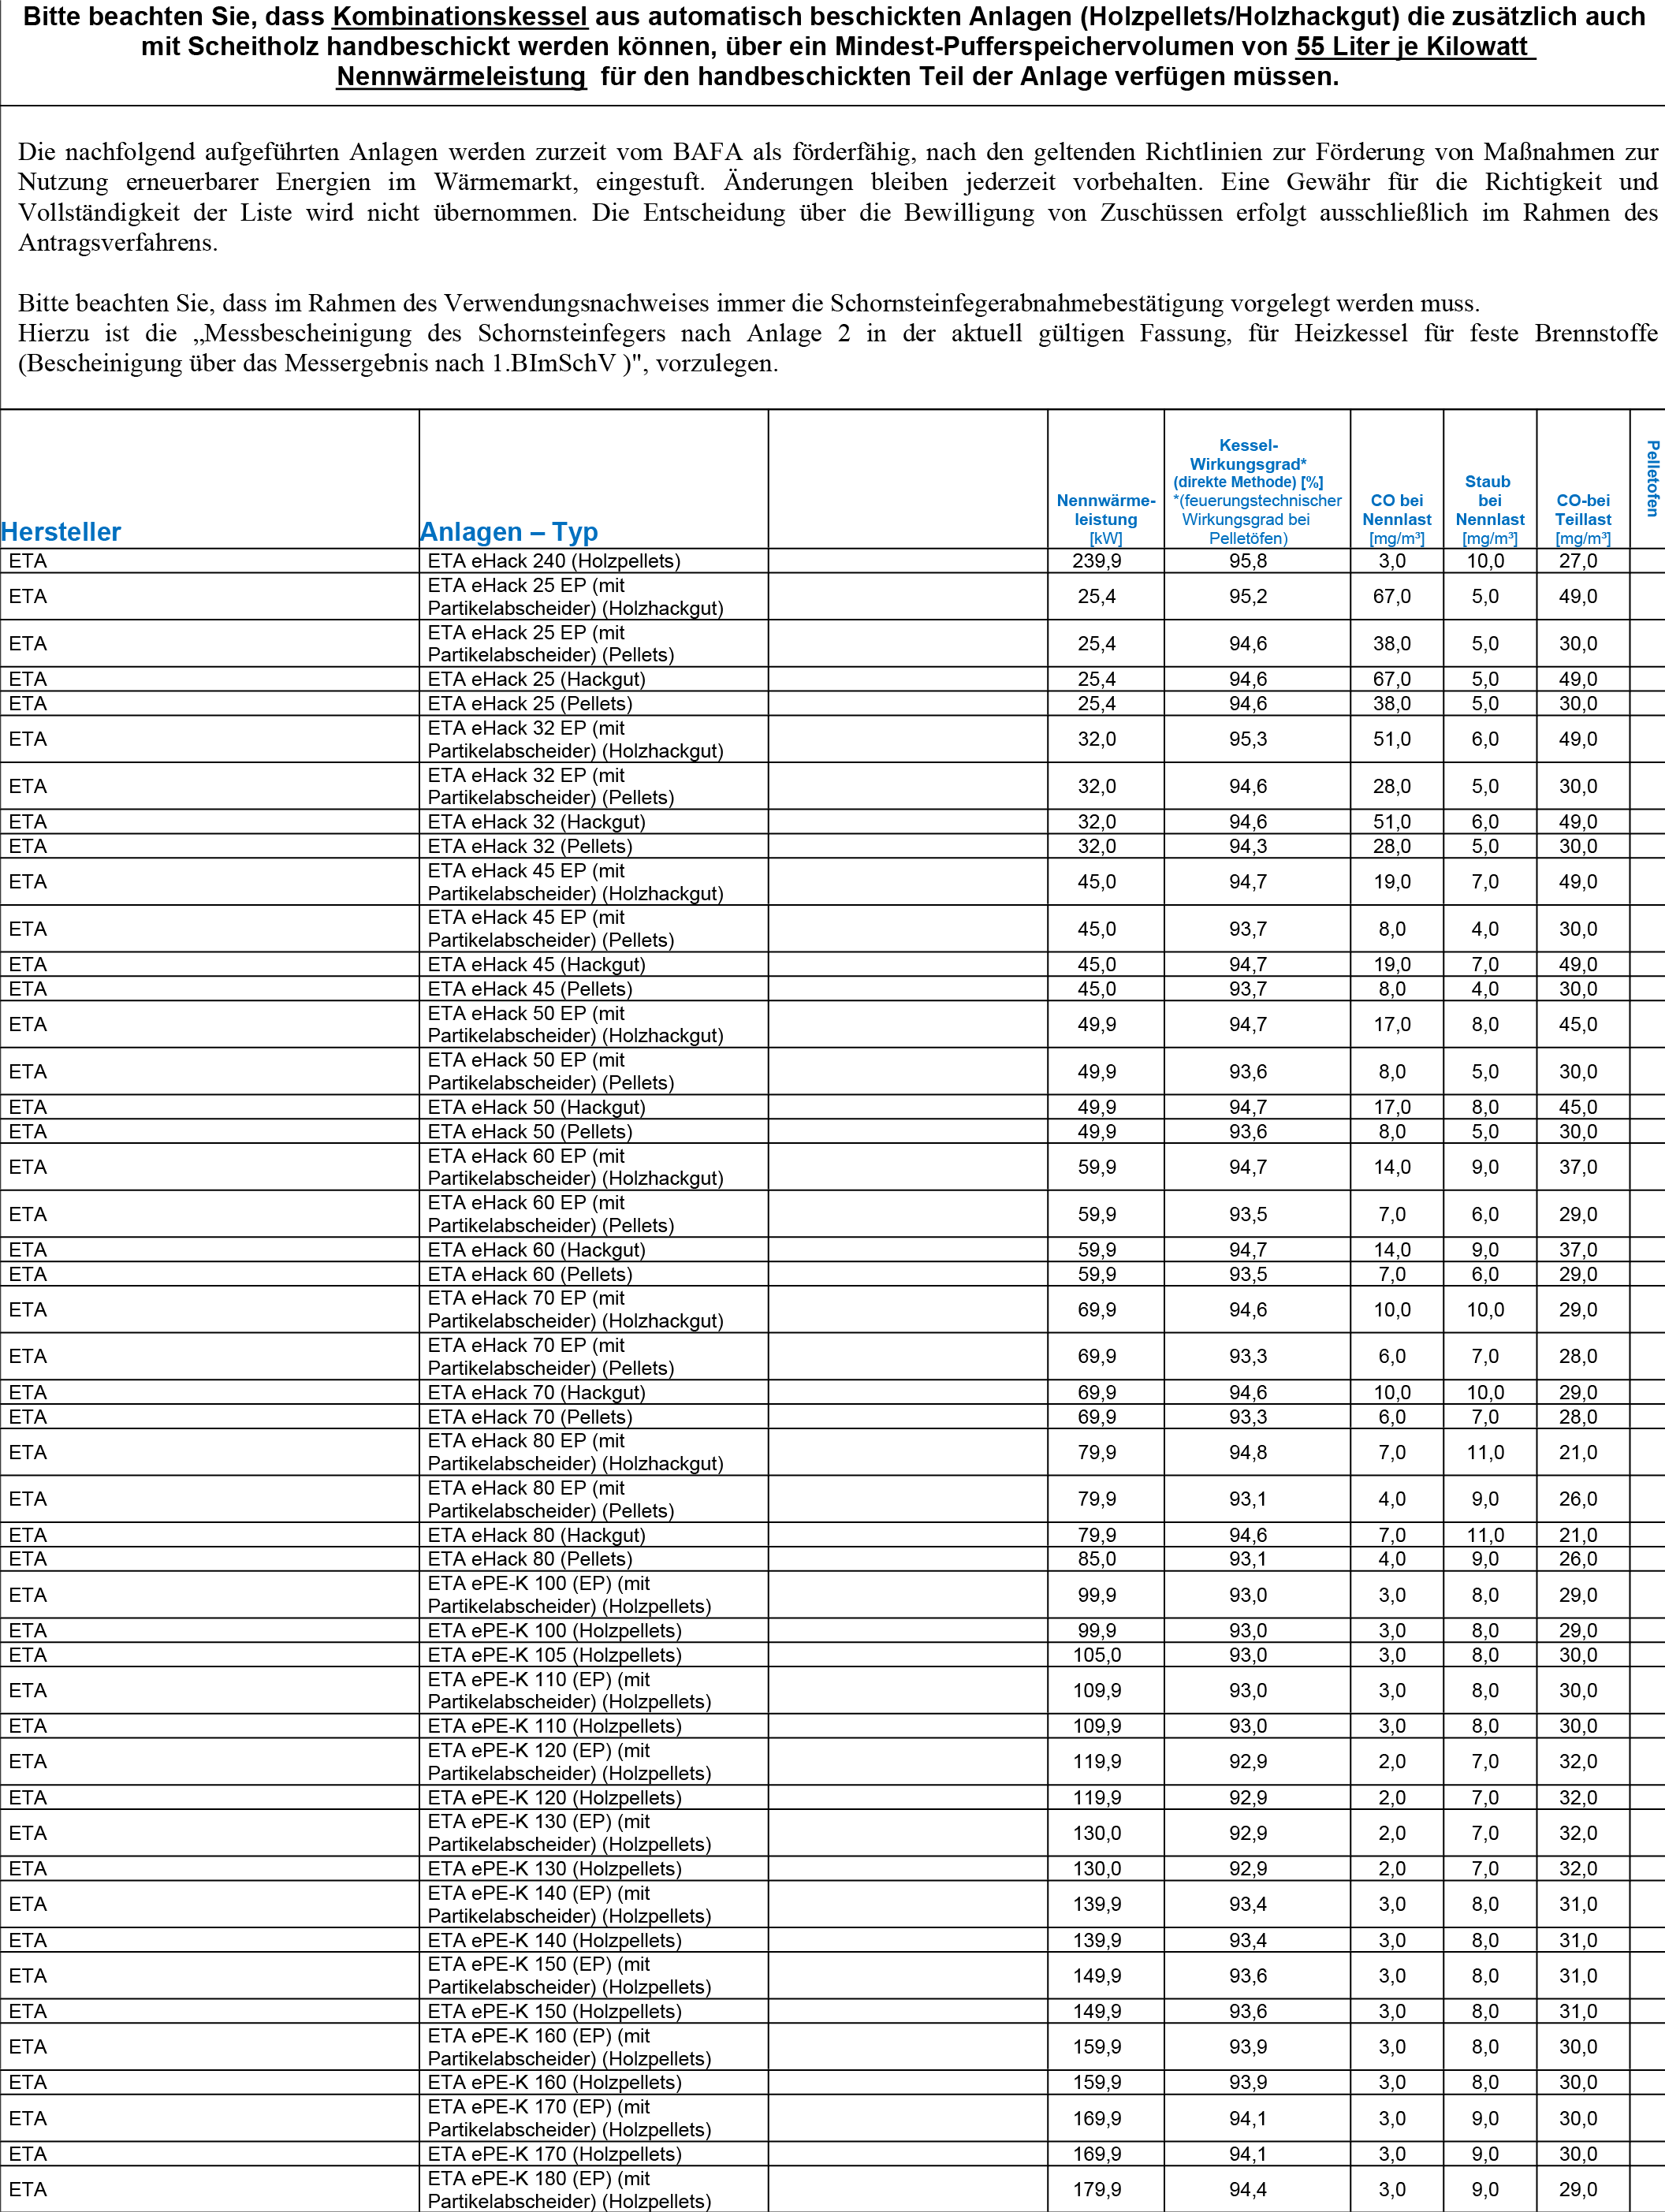 Bitte beachten Sie, dass Kombinationskessel aus automatisch beschickten Anlagen (Holzpellets/Holzhackgut) die zusätzlich auch
mit Scheitholz handbeschickt werden können, über ein Mindest-Pufferspeichervolumen von 55 Liter je Kilowatt
Nennwärmeleistung für den handbeschickten Teil der Anlage verfügen müssen.
Die nachfolgend aufgeführten Anlagen werden zurzeit vom BAFA als förderfähig, nach den geltenden Richtlinien zur Förderung von Maßnahmen zur
Nutzung erneuerbarer Energien im Wärmemarkt, eingestuft. Änderungen bleiben jederzeit vorbehalten. Eine Gewähr für die Richtigkeit und
Vollständigkeit der Liste wird nicht übernommen. Die Entscheidung über die Bewilligung von Zuschüssen erfolgt ausschließlich im Rahmen des
Antragsverfahrens.
Bitte beachten Sie, dass im Rahmen des Verwendungsnachweises immer die Schornsteinfegerabnahmebestätigung vorgelegt werden muss.
Hierzu ist die „Messbescheinigung des Schornsteinfegers nach Anlage 2 in der aktuell gültigen Fassung, für Heizkessel für feste Brennstoffe
(Bescheinigung über das Messergebnis nach 1.BImSchV )", vorzulegen.
Hersteller
Anlagen – Typ
Nennwärme-
leistung
[kW]
Kessel-
Wirkungsgrad*
(direkte Methode) [%]
*(feuerungstechnischer
Wirkungsgrad bei
Pelletöfen)
CO bei
Nennlast
[mg/m³]
Staub
bei
Nennlast
[mg/m³]
CO-bei
Teillast
[mg/m³]
Pelletofen
ETA ETA eHack 240 (Holzpellets) 239,9 95,8 3,0 10,0 27,0
ETA ETA eHack 25 EP (mit
Partikelabscheider) (Holzhackgut) 25,4 95,2 67,0 5,0 49,0
ETA ETA eHack 25 EP (mit
Partikelabscheider) (Pellets) 25,4 94,6 38,0 5,0 30,0
ETA ETA eHack 25 (Hackgut) 25,4 94,6 67,0 5,0 49,0
ETA ETA eHack 25 (Pellets) 25,4 94,6 38,0 5,0 30,0
ETA ETA eHack 32 EP (mit
Partikelabscheider) (Holzhackgut) 32,0 95,3 51,0 6,0 49,0
ETA ETA eHack 32 EP (mit
Partikelabscheider) (Pellets) 32,0 94,6 28,0 5,0 30,0
ETA ETA eHack 32 (Hackgut) 32,0 94,6 51,0 6,0 49,0
ETA ETA eHack 32 (Pellets) 32,0 94,3 28,0 5,0 30,0
ETA ETA eHack 45 EP (mit
Partikelabscheider) (Holzhackgut) 45,0 94,7 19,0 7,0 49,0
ETA ETA eHack 45 EP (mit
Partikelabscheider) (Pellets) 45,0 93,7 8,0 4,0 30,0
ETA ETA eHack 45 (Hackgut) 45,0 94,7 19,0 7,0 49,0
ETA ETA eHack 45 (Pellets) 45,0 93,7 8,0 4,0 30,0
ETA ETA eHack 50 EP (mit
Partikelabscheider) (Holzhackgut) 49,9 94,7 17,0 8,0 45,0
ETA ETA eHack 50 EP (mit
Partikelabscheider) (Pellets) 49,9 93,6 8,0 5,0 30,0
ETA ETA eHack 50 (Hackgut) 49,9 94,7 17,0 8,0 45,0
ETA ETA eHack 50 (Pellets) 49,9 93,6 8,0 5,0 30,0
ETA ETA eHack 60 EP (mit
Partikelabscheider) (Holzhackgut) 59,9 94,7 14,0 9,0 37,0
ETA ETA eHack 60 EP (mit
Partikelabscheider) (Pellets) 59,9 93,5 7,0 6,0 29,0
ETA ETA eHack 60 (Hackgut) 59,9 94,7 14,0 9,0 37,0
ETA ETA eHack 60 (Pellets) 59,9 93,5 7,0 6,0 29,0
ETA ETA eHack 70 EP (mit
Partikelabscheider) (Holzhackgut) 69,9 94,6 10,0 10,0 29,0
ETA ETA eHack 70 EP (mit
Partikelabscheider) (Pellets) 69,9 93,3 6,0 7,0 28,0
ETA ETA eHack 70 (Hackgut) 69,9 94,6 10,0 10,0 29,0
ETA ETA eHack 70 (Pellets) 69,9 93,3 6,0 7,0 28,0
ETA ETA eHack 80 EP (mit
Partikelabscheider) (Holzhackgut) 79,9 94,8 7,0 11,0 21,0
ETA ETA eHack 80 EP (mit
Partikelabscheider) (Pellets) 79,9 93,1 4,0 9,0 26,0
ETA ETA eHack 80 (Hackgut) 79,9 94,6 7,0 11,0 21,0
ETA ETA eHack 80 (Pellets) 85,0 93,1 4,0 9,0 26,0
ETA ETA ePE-K 100 (EP) (mit
Partikelabscheider) (Holzpellets) 99,9 93,0 3,0 8,0 29,0
ETA ETA ePE-K 100 (Holzpellets) 99,9 93,0 3,0 8,0 29,0
ETA ETA ePE-K 105 (Holzpellets) 105,0 93,0 3,0 8,0 30,0
ETA ETA ePE-K 110 (EP) (mit
Partikelabscheider) (Holzpellets) 109,9 93,0 3,0 8,0 30,0
ETA ETA ePE-K 110 (Holzpellets) 109,9 93,0 3,0 8,0 30,0
ETA ETA ePE-K 120 (EP) (mit
Partikelabscheider) (Holzpellets) 119,9 92,9 2,0 7,0 32,0
ETA ETA ePE-K 120 (Holzpellets) 119,9 92,9 2,0 7,0 32,0
ETA ETA ePE-K 130 (EP) (mit
Partikelabscheider) (Holzpellets) 130,0 92,9 2,0 7,0 32,0
ETA ETA ePE-K 130 (Holzpellets) 130,0 92,9 2,0 7,0 32,0
ETA ETA ePE-K 140 (EP) (mit
Partikelabscheider) (Holzpellets) 139,9 93,4 3,0 8,0 31,0
ETA ETA ePE-K 140 (Holzpellets) 139,9 93,4 3,0 8,0 31,0
ETA ETA ePE-K 150 (EP) (mit
Partikelabscheider) (Holzpellets) 149,9 93,6 3,0 8,0 31,0
ETA ETA ePE-K 150 (Holzpellets) 149,9 93,6 3,0 8,0 31,0
ETA ETA ePE-K 160 (EP) (mit
Partikelabscheider) (Holzpellets) 159,9 93,9 3,0 8,0 30,0
ETA ETA ePE-K 160 (Holzpellets) 159,9 93,9 3,0 8,0 30,0
ETA ETA ePE-K 170 (EP) (mit
Partikelabscheider) (Holzpellets) 169,9 94,1 3,0 9,0 30,0
ETA ETA ePE-K 170 (Holzpellets) 169,9 94,1 3,0 9,0 30,0
ETA ETA ePE-K 180 (EP) (mit
Partikelabscheider) (Holzpellets) 179,9 94,4 3,0 9,0 29,0